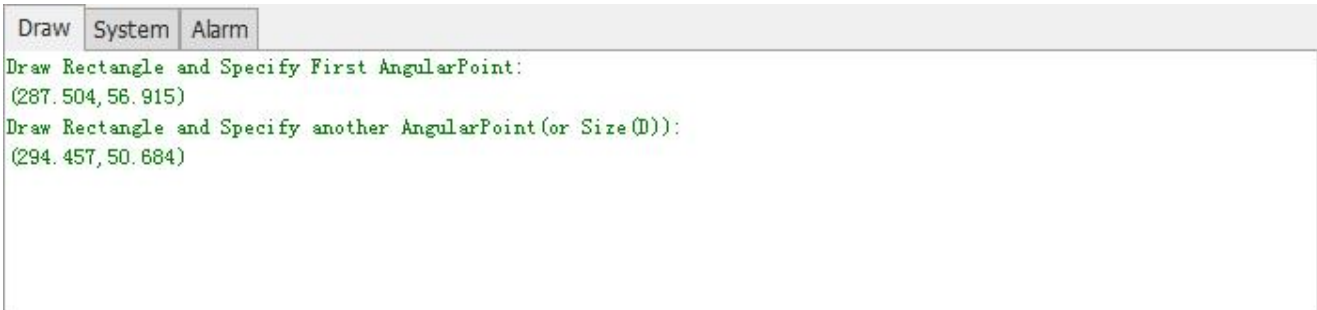 Draw System Alarm
Draw Rectangle and Specify First AngularPoint:
(287.504,56.915)
Draw Rectangle and Specify another AngularPoint(or Size(D)):
(294.457,50.684)